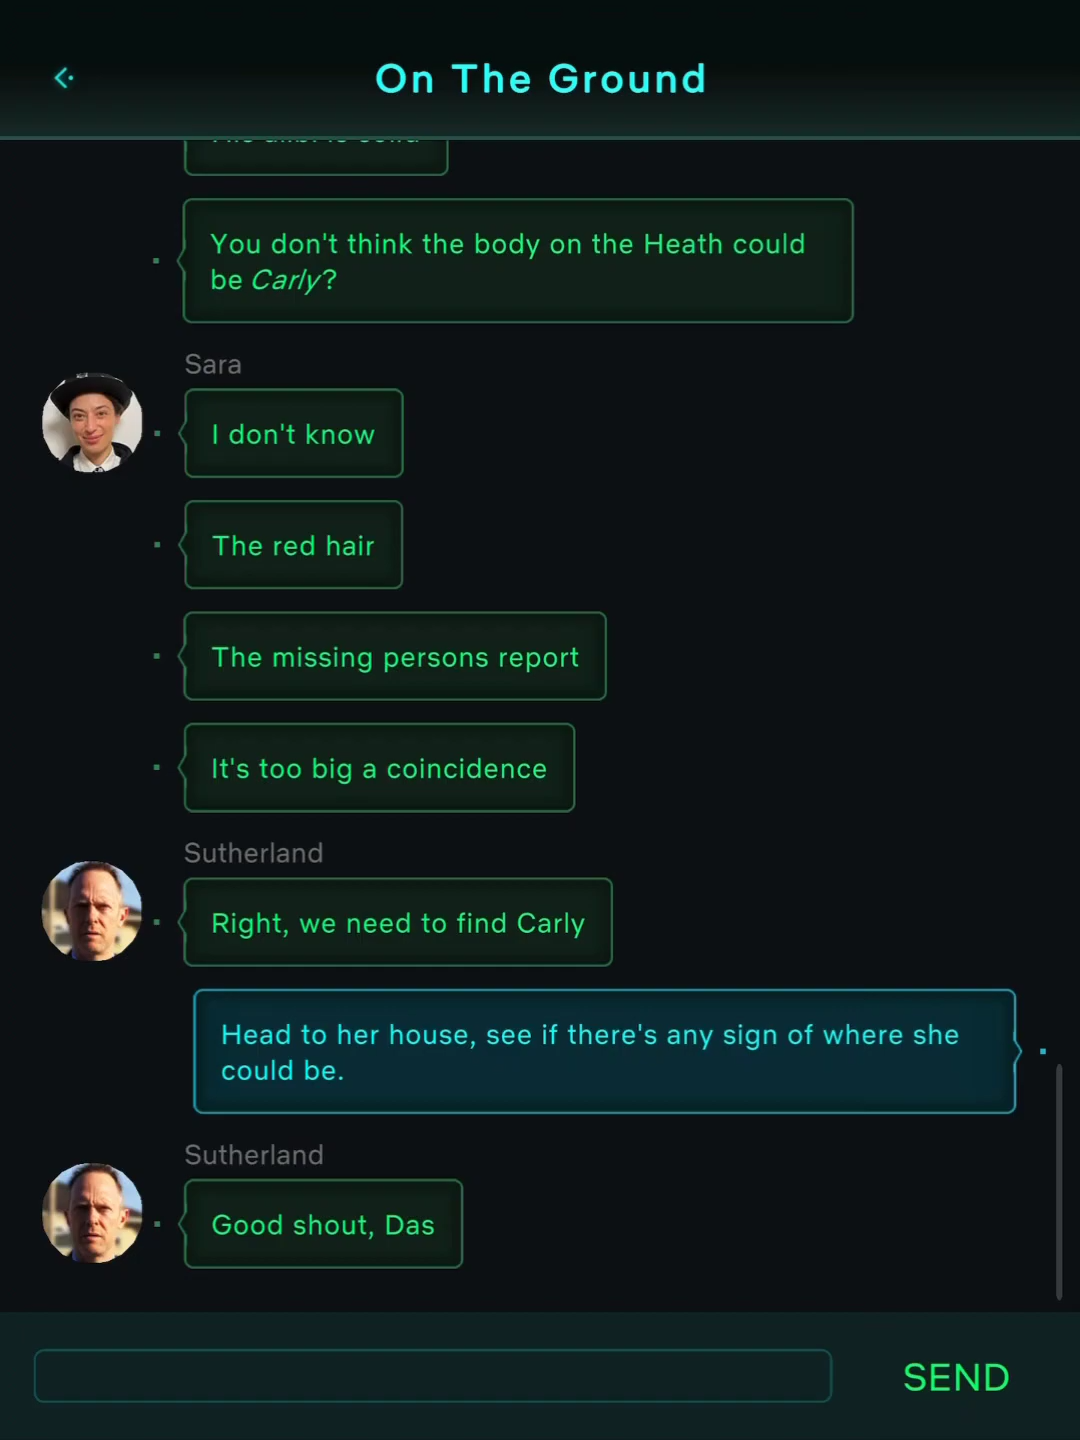 On The Ground
You don't think the body on the Heath could
be Carly?
Sara
I don't know
The red hair
The missing persons report
It's too big a coincidence
Sutherland
Right, we need to find Carly
Head to her house, see if there's any sign of where she
could be.
Sutherland
Good shout, Das
SEND